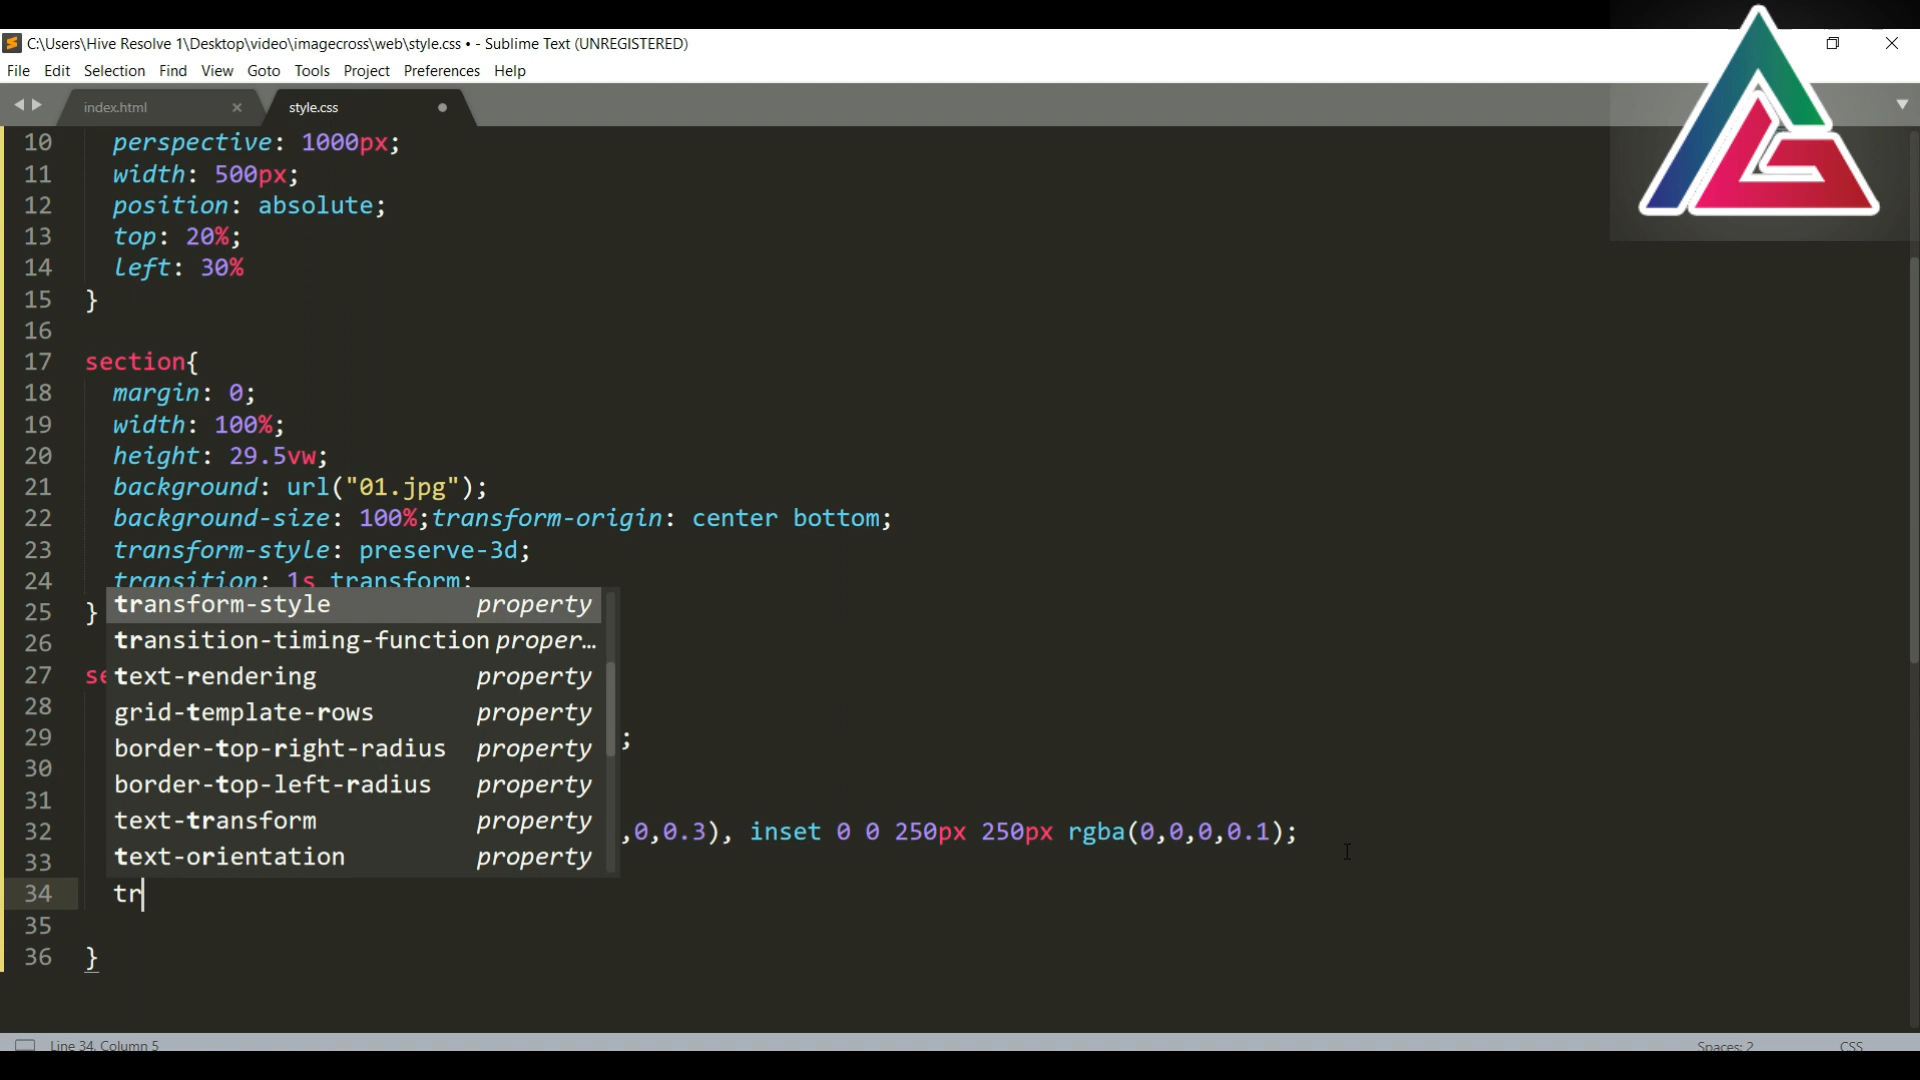 C:\Users\Hive Resolve 1\Desktop\video\imagecross\web\style.css • - Sublime Text (UNREGISTERED)
File Edit Selection Find View Goto Tools Project Preferences Help
index.html × style.css
10 perspective: 1000px;
11 width: 500px;
12 position: absolute;
13 top: 20%;
14 left: 30%
15 }
16
17 section{
18 margin: 0;
19 width: 100%;
20 height: 29.5vw;
21 background: url("01.jpg");
22 background-size: 100%;transform-origin: center bottom;
23 transform-style: preserve-3d;
24 transition: 1s transform;
25 }
transform-style property
26
transition-timing-function proper…
27 se
text-rendering property
28
grid-template-rows property
29 ;
border-top-right-radius property
30
border-top-left-radius property
31
text-transform property
32 ,0,0.3), inset 0 0 250px 250px rgba(0,0,0,0.1);
33
text-orientation property
34 tr
35
36 }
Line 34, Column 5 Spaces: 2 CSS